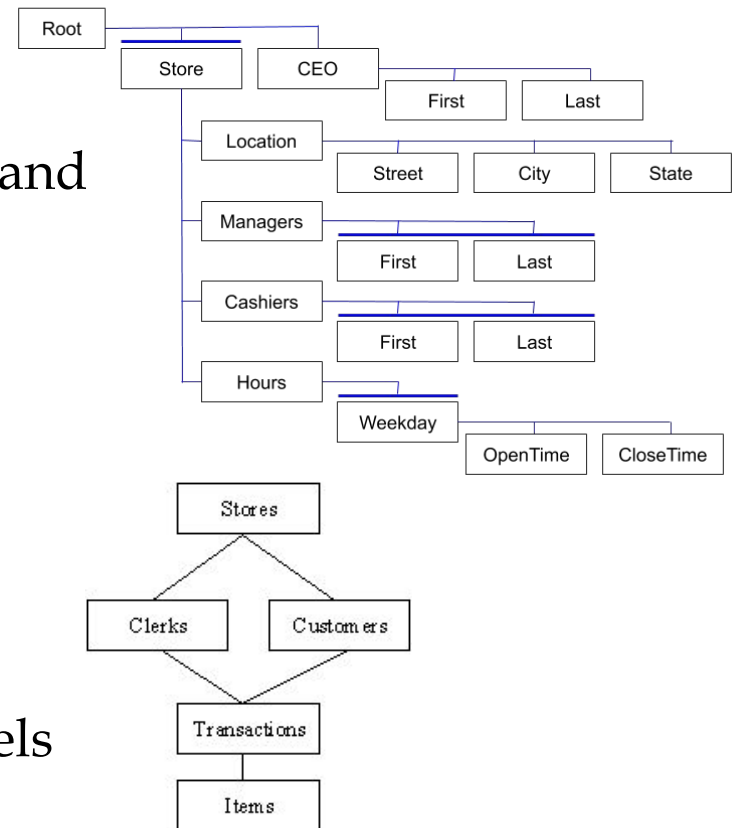 Root
Store
CEO
First
Last
Location
Street
City
State
and
Managers
First
Last
Cashiers
First
Last
Hours
Weekday
OpenTime
CloseTime
Stores
Clerks
Customers
Transactions
els
Items